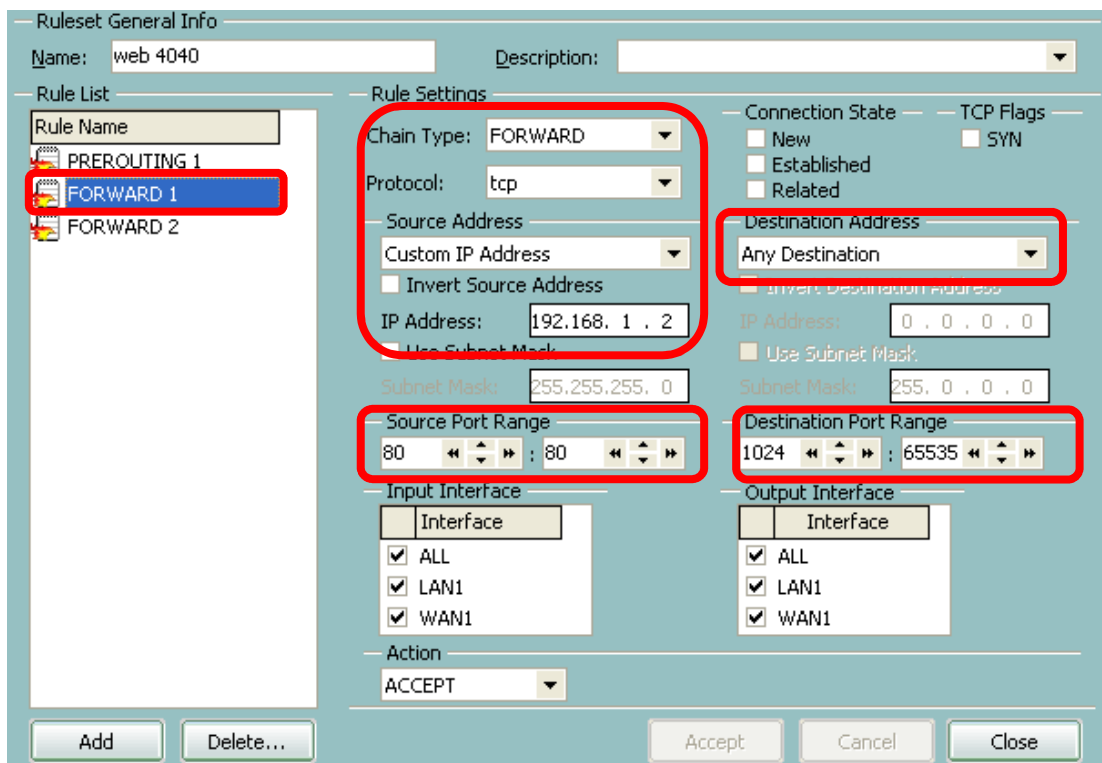 Ruleset General Info
Name: web 4040 Description:
Rule List
Rule Name
PREROUTING 1
FORWARD 1
FORWARD 2
Rule Settings
Chain Type: FORWARD
Protocol: tcp
Connection State
New
Established
Related
TCP Flags
SYN
Source Address
Custom IP Address
Invert Source Address
IP Address: 192.168. 1 . 2
Use Subnet Mask
Subnet Mask: 255.255.255. 0
Destination Address
Any Destination
Invert Destination Address
IP Address: 0 . 0 . 0 . 0
Use Subnet Mask
Subnet Mask: 255. 0 . 0 . 0
Source Port Range
80 : 80
Destination Port Range
1024 : 65535
Input Interface
Interface
ALL
LAN1
WAN1
Output Interface
Interface
ALL
LAN1
WAN1
Action
ACCEPT
Add Delete... Accept Cancel Close